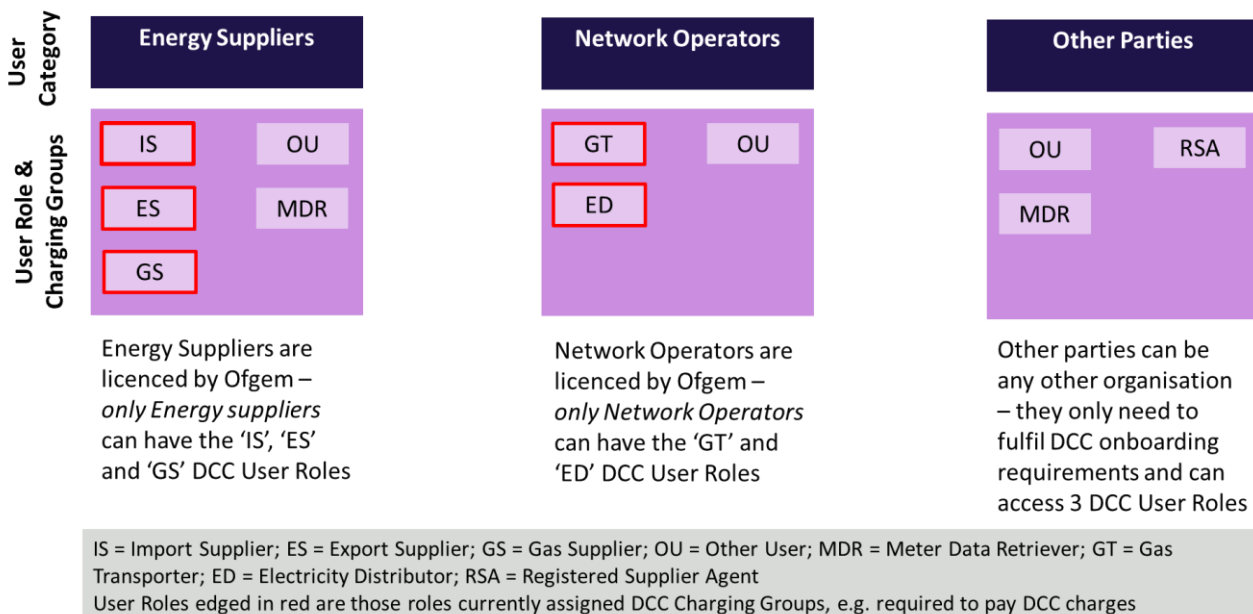 User
Category
Energy Suppliers
Network Operators
Other Parties
User Role &
Charging Groups
IS
OU
ES
MDR
GS
GT
OU
ED
OU
RSA
MDR
Energy Suppliers are
licenced by Ofgem –
only Energy suppliers
can have the ‘IS’, ‘ES’
and ‘GS’ DCC User Roles
Network Operators are
licenced by Ofgem –
only Network Operators
can have the ‘GT’ and
‘ED’ DCC User Roles
Other parties can be
any other organisation
– they only need to
fulfil DCC onboarding
requirements and can
access 3 DCC User Roles
IS = Import Supplier; ES = Export Supplier; GS = Gas Supplier; OU = Other User; MDR = Meter Data Retriever; GT = Gas
Transporter; ED = Electricity Distributor; RSA = Registered Supplier Agent
User Roles edged in red are those roles currently assigned DCC Charging Groups, e.g. required to pay DCC charges